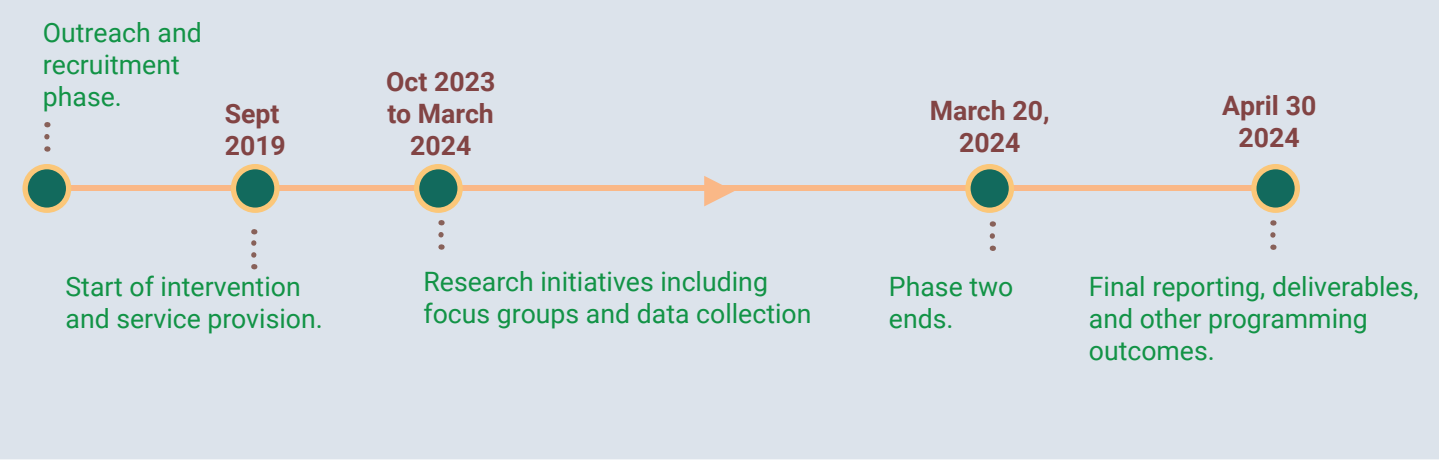 Outreach and
recruitment
phase.
Sept
2019
Start of intervention
and service provision.
Oct 2023
to March
2024
Research initiatives including
focus groups and data collection
March 20,
2024
Phase two
ends.
April 30
2024
Final reporting, deliverables,
and other programming
outcomes.